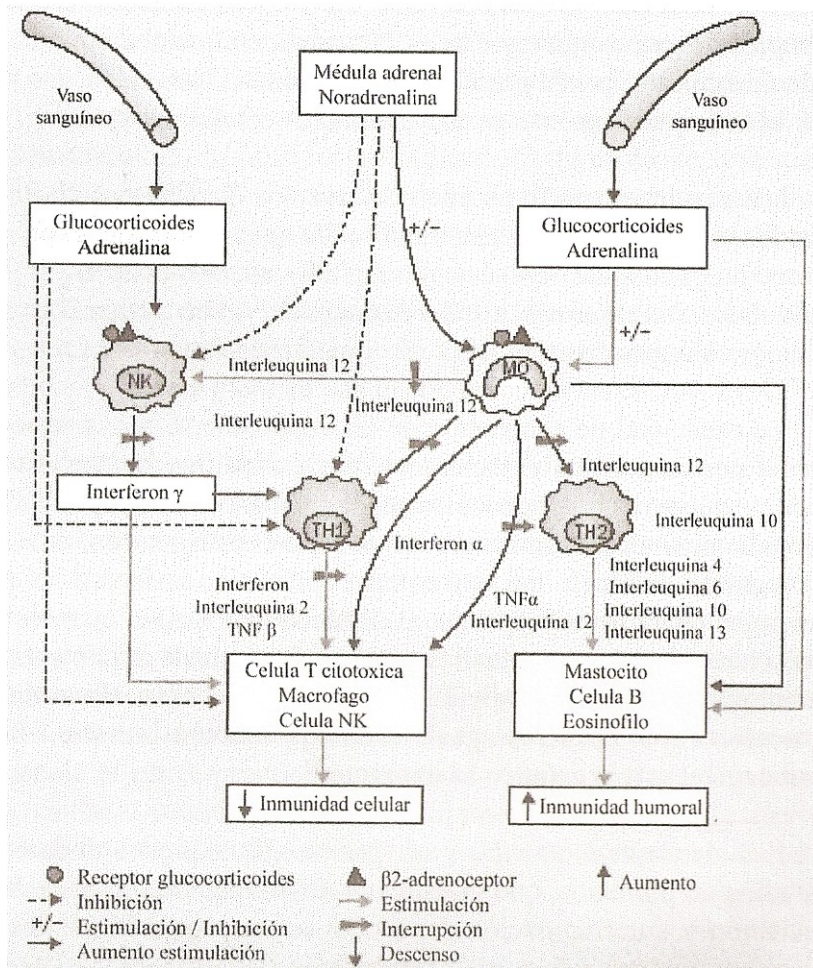 Vaso
sanguíneo
Médula adrenal
Noradrenalina
Vaso
sanguíneo
Glucocorticoides
Adrenalina
+/−
Glucocorticoides
Adrenalina
+/−
NK
Interleuquina 12
MO
Interleuquina 12
Interleuquina 12
Interleuquina 12
Interferon γ
TH1
TH2
Interleuquina 10
Interferon α
Interferon
Interleuquina 2
TNF β
TNFα
Interleuquina 12
Interleuquina 4
Interleuquina 6
Interleuquina 10
Interleuquina 13
Celula T citotoxica
Macrofago
Celula NK
Mastocito
Celula B
Eosinofilo
Inmunidad celular
Inmunidad humoral
Receptor glucocorticoides
β2-adrenoceptor
Aumento
Inhibición
Estimulación
+/− Estimulación / Inhibición
Interrupción
Aumento estimulación
Descenso